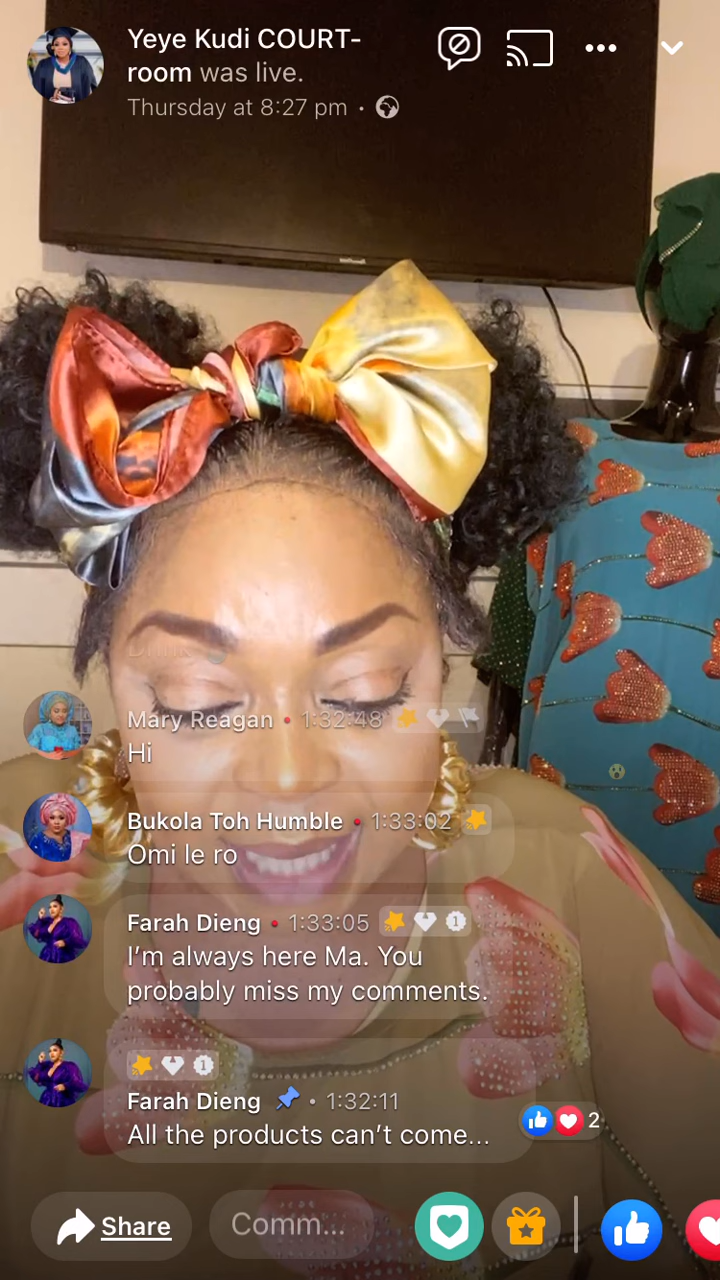 Yeye Kudi COURT-
room was live.
Thursday at 8:27 pm ·
Mary Reagan • 1:32:48
Hi
Bukola Toh Humble • 1:33:02
Omi le ro
Farah Dieng • 1:33:05
I'm always here Ma. You
probably miss my comments.
1
1
Farah Dieng • 1:32:11
All the products can't come...
2
Share
Comm...